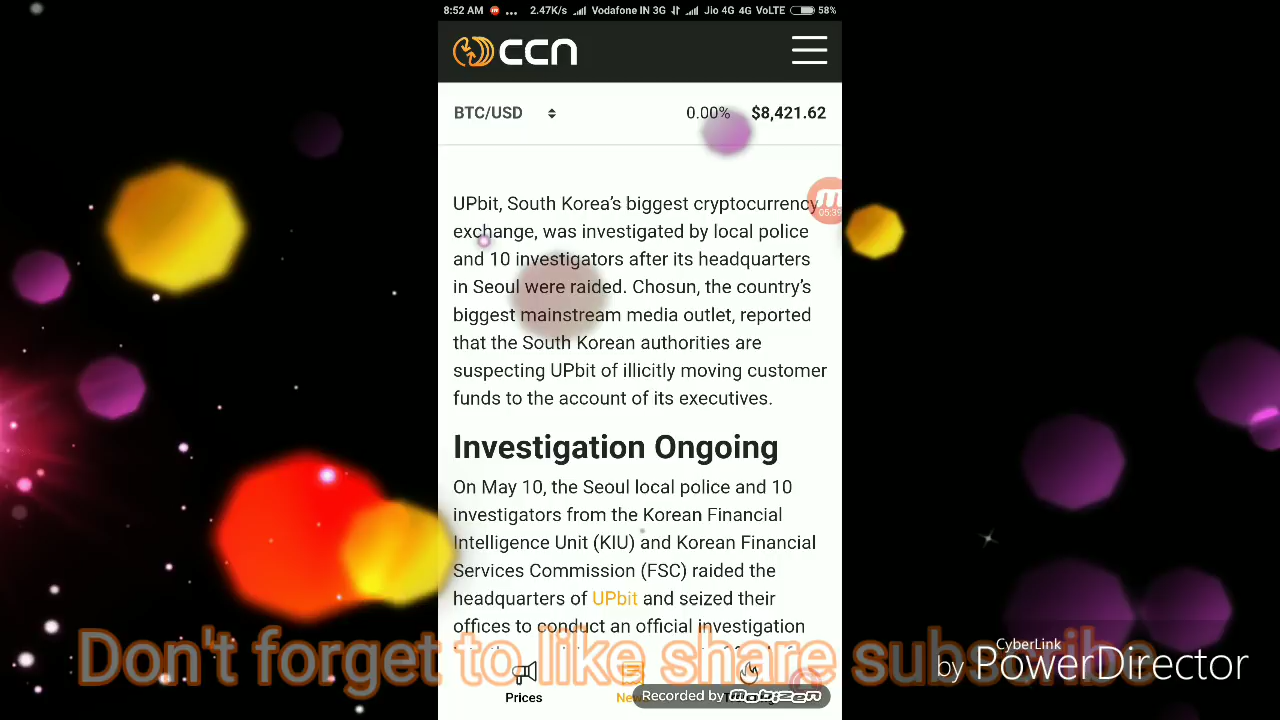 8:52 AM ... 2.47K/s Vodafone IN 3G Jio 4G 4G VoLTE 58%
ccn
BTC/USD 0.00% $8,421.62
UPbit, South Korea's biggest cryptocurrency
05:39
exchange, was investigated by local police
and 10 investigators after its headquarters
in Seoul were raided. Chosun, the country's
biggest mainstream media outlet, reported
that the South Korean authorities are
suspecting UPbit of illicitly moving customer
funds to the account of its executives.
Investigation Ongoing
On May 10, the Seoul local police and 10
investigators from the Korean Financial
Intelligence Unit (KIU) and Korean Financial
Services Commission (FSC) raided the
headquarters of UPbit and seized their
offices to conduct an official investigation
Don't forget to like share subscribe
CyberLink
by PowerDirector
Prices News
Recorded by mobizen